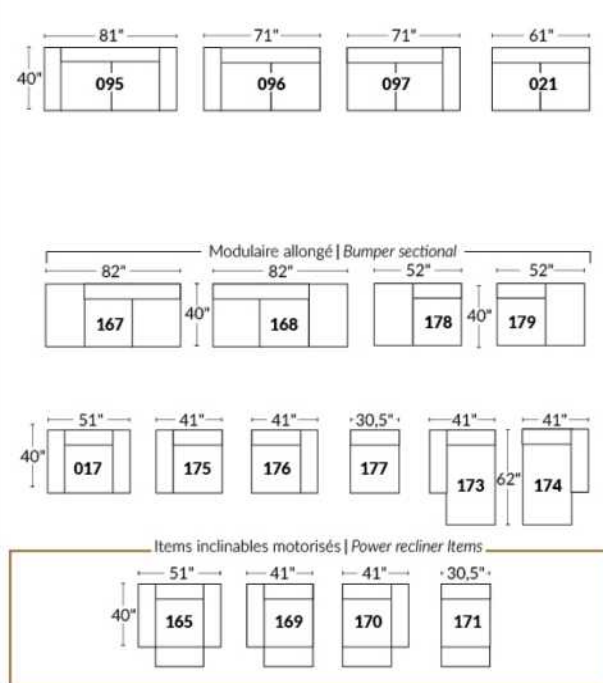 81" 71" 71" 61"
40" 095 096 097 021
Modulaire allongé | Bumper sectional
82" 82" 52" 52"
167 40" 168 178 40" 179
51" 41" 41" 30,5" 41" 41"
40" 017 175 176 177 173 62" 174
Items inclinables motorisés | Power recliner Items
51" 41" 41" 30,5"
40" 165 169 170 171